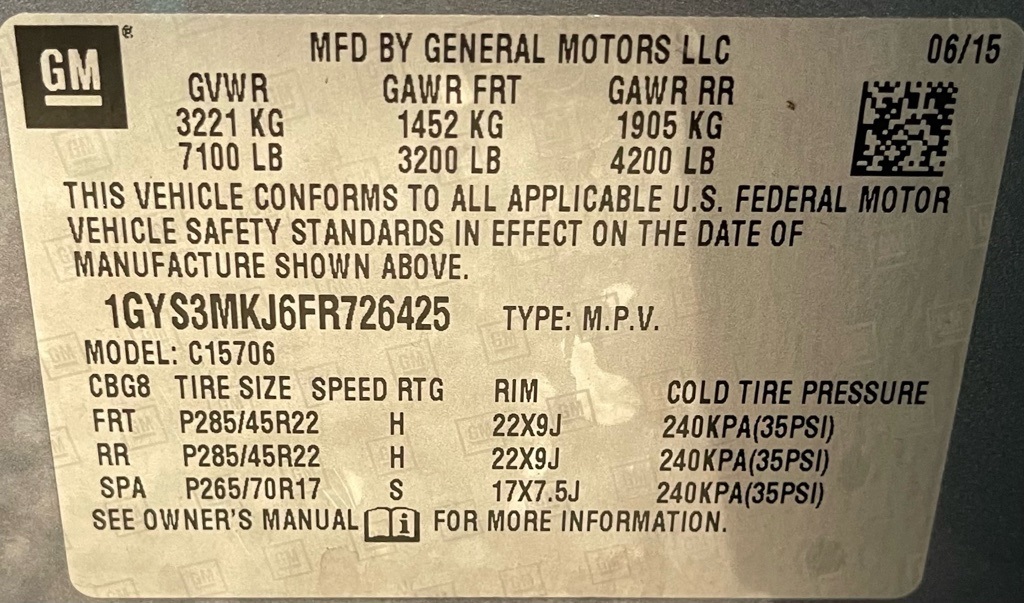 GM®
MFD BY GENERAL MOTORS LLC 06/15
GVWR GAWR FRT GAWR RR
3221 KG 1452 KG 1905 KG
7100 LB 3200 LB 4200 LB
THIS VEHICLE CONFORMS TO ALL APPLICABLE U.S. FEDERAL MOTOR
VEHICLE SAFETY STANDARDS IN EFFECT ON THE DATE OF
MANUFACTURE SHOWN ABOVE.
1GYS3MKJ6FR726425 TYPE: M.P.V.
MODEL: C15706
CBG8 TIRE SIZE SPEED RTG RIM COLD TIRE PRESSURE
FRT P285/45R22 H 22X9J 240KPA(35PSI)
RR P285/45R22 H 22X9J 240KPA(35PSI)
SPA P265/70R17 S 17X7.5J 240KPA(35PSI)
SEE OWNER'S MANUAL i FOR MORE INFORMATION.